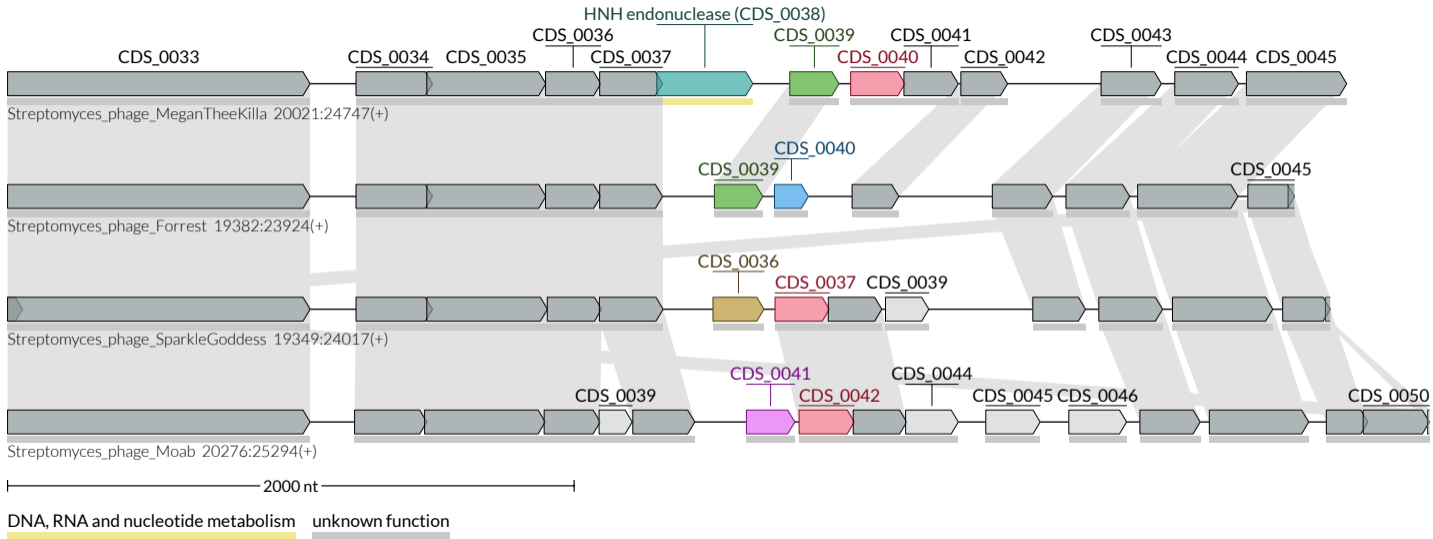 HNH endonuclease (CDS_0038)
CDS_0036 CDS_0039 CDS_0041 CDS_0043
CDS_0033 CDS_0034 CDS_0035 CDS_0037 CDS_0040 CDS_0042 CDS_0044 CDS_0045
Streptomyces_phage_MeganTheeKilla 20021:24747(+)
CDS_0040
CDS_0039 CDS_0045
Streptomyces_phage_Forrest 19382:23924(+)
CDS_0036
CDS_0037 CDS_0039
Streptomyces_phage_SparkleGoddess 19349:24017(+)
CDS_0041 CDS_0044
CDS_0039 CDS_0042 CDS_0045 CDS_0046 CDS_0050
Streptomyces_phage_Moab 20276:25294(+)
2000 nt
DNA, RNA and nucleotide metabolism unknown function